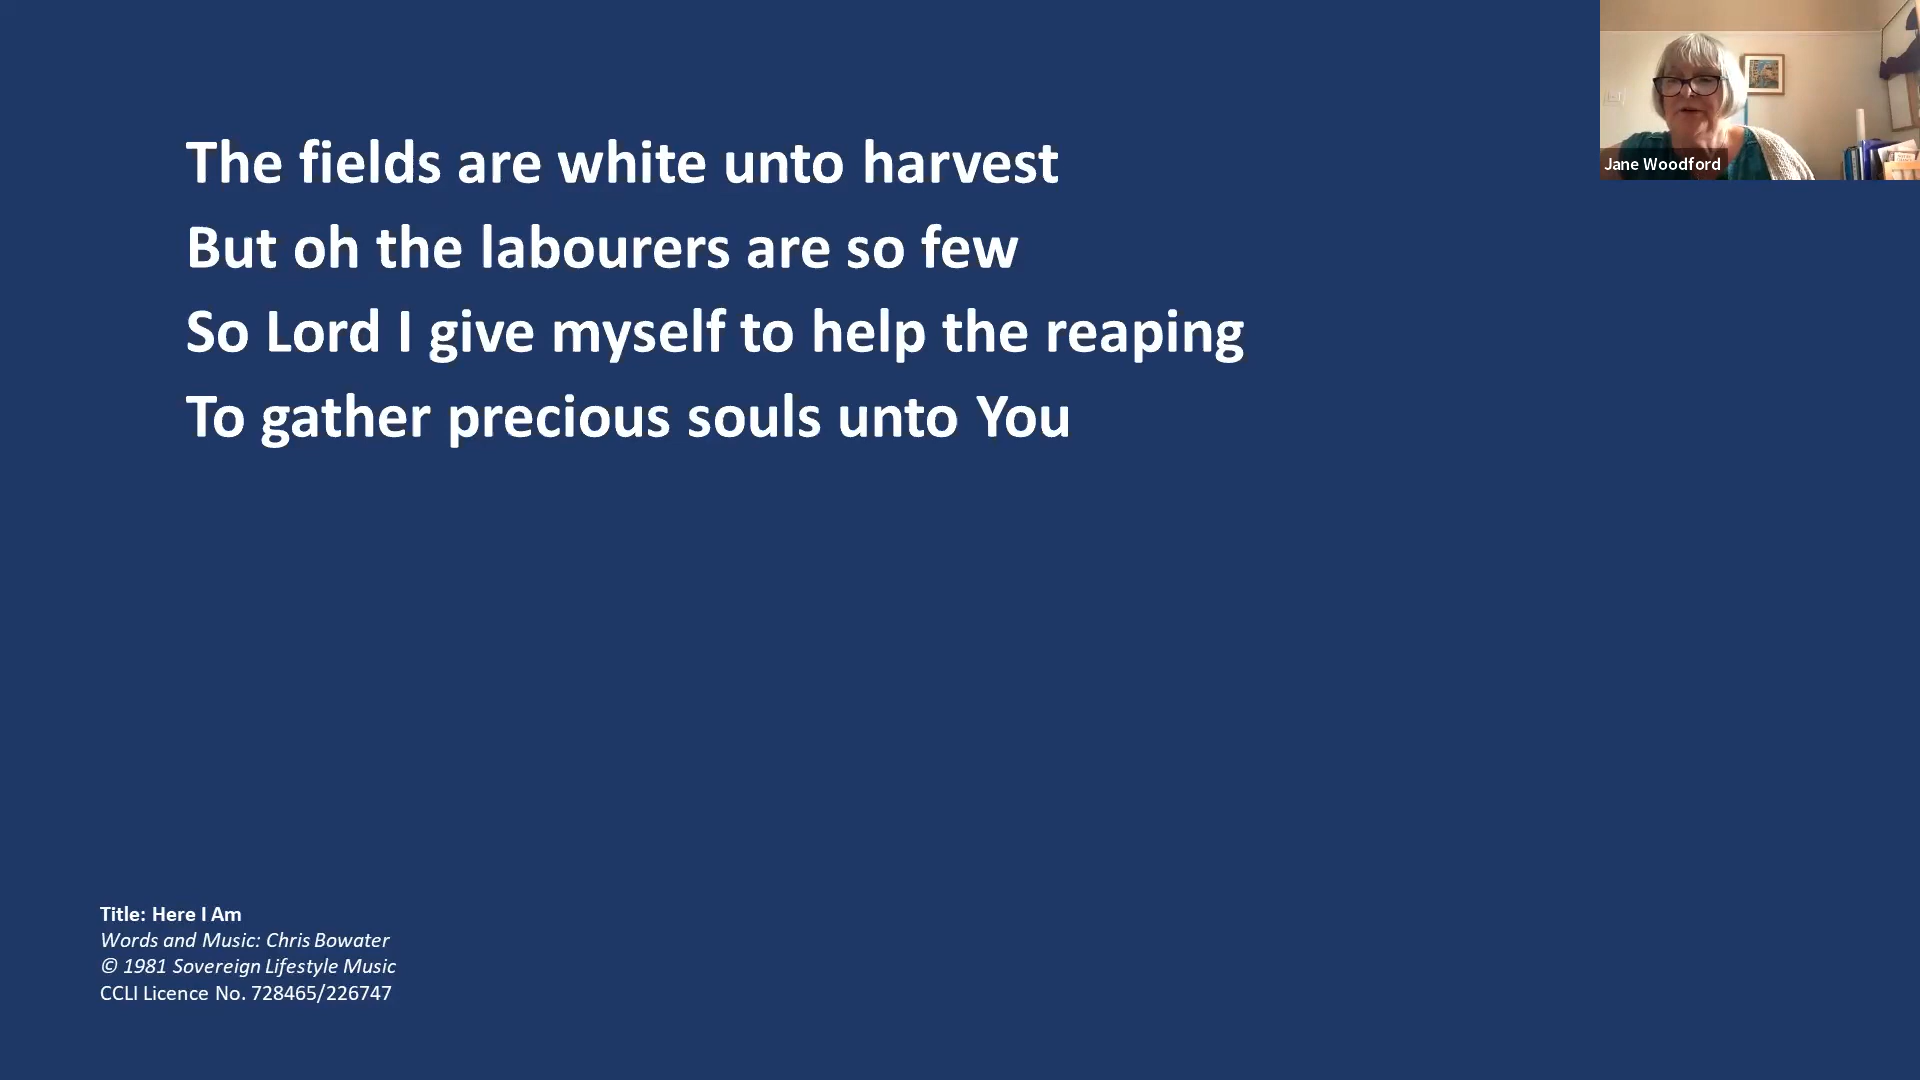 The fields are white unto harvest
But oh the labourers are so few
So Lord I give myself to help the reaping
To gather precious souls unto You
Jane Woodford
Title: Here I Am
Words and Music: Chris Bowater
© 1981 Sovereign Lifestyle Music
CCLI Licence No. 728465/226747